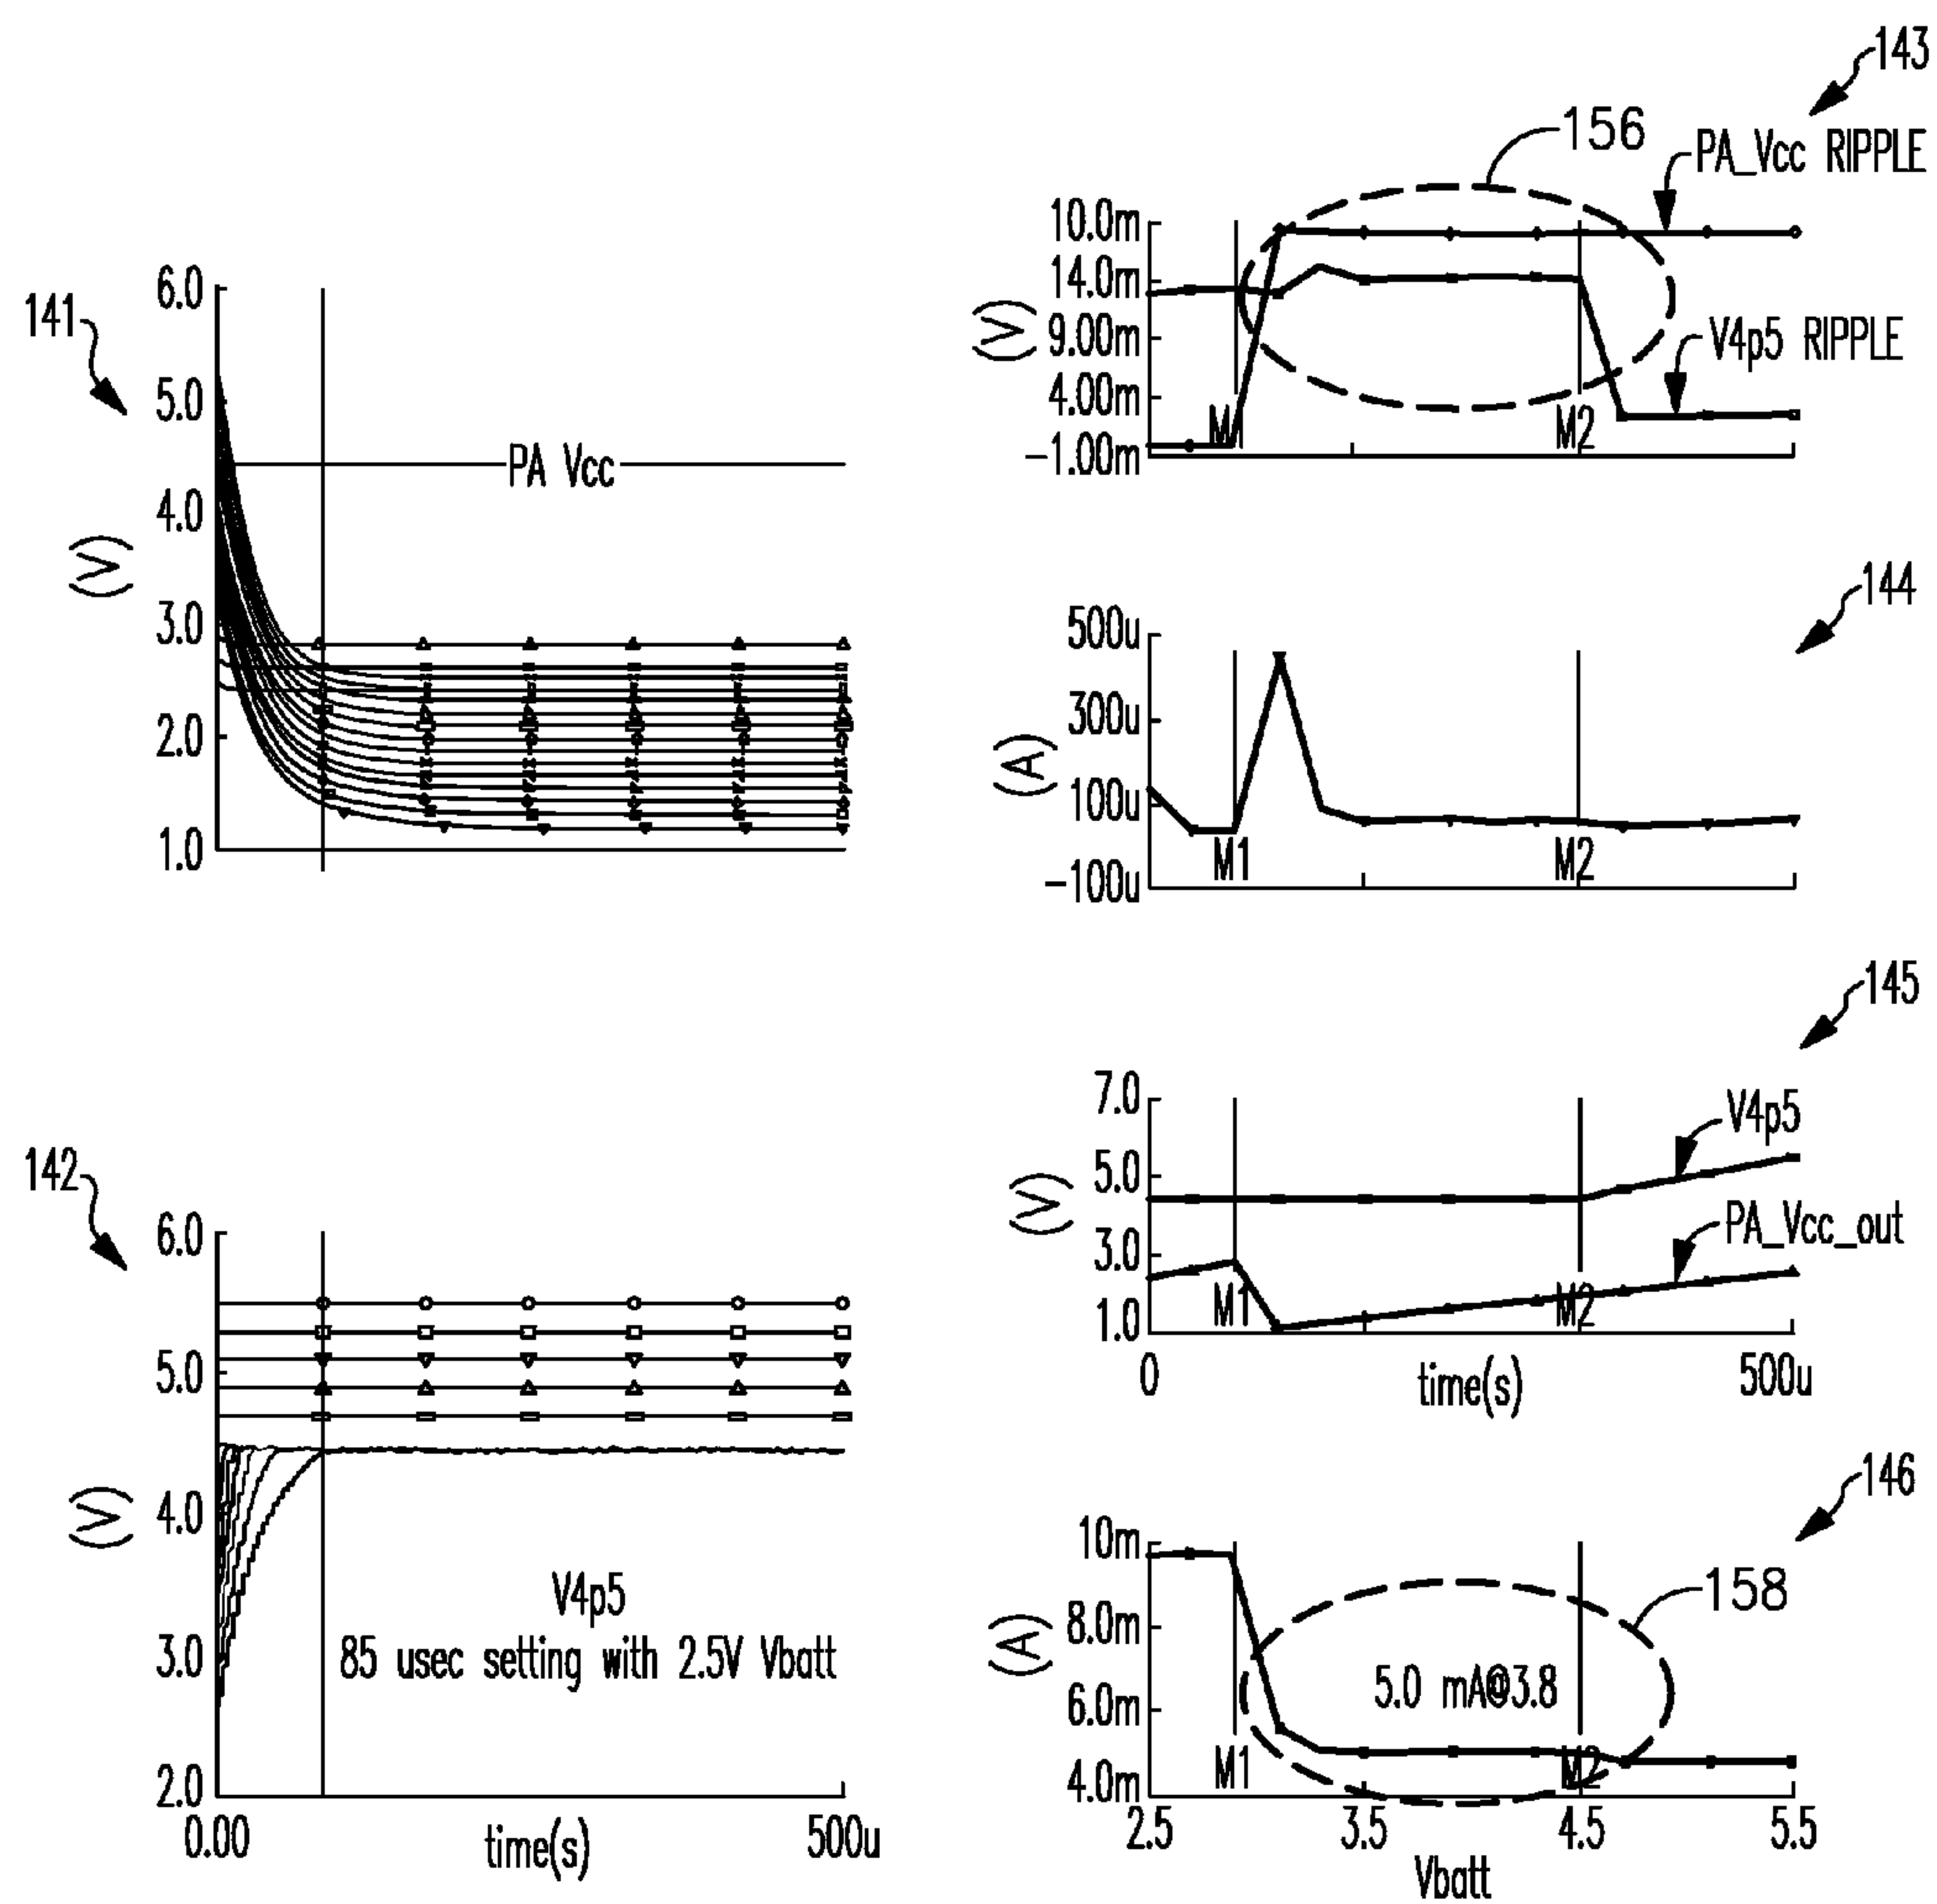 141
6.0
5.0
4.0
3.0
2.0
1.0
(V)
PA Vcc
142
6.0
5.0
4.0
3.0
2.0
(V)
V4p5
85 usec setting with 2.5V Vbatt
0.00
time(s)
500u
143
156
PA_Vcc RIPPLE
10.0m
14.0m
9.00m
4.00m
-1.00m
(V)
V4p5 RIPPLE
M1
M2
144
500u
300u
100u
-100u
(A)
M1
M2
145
7.0
5.0
3.0
1.0
(V)
V4p5
PA_Vcc_out
M1
M2
0
time(s)
500u
146
158
10m
8.0m
6.0m
4.0m
(A)
5.0 mA@3.8
M1
M2
2.5
3.5
4.5
5.5
Vbatt